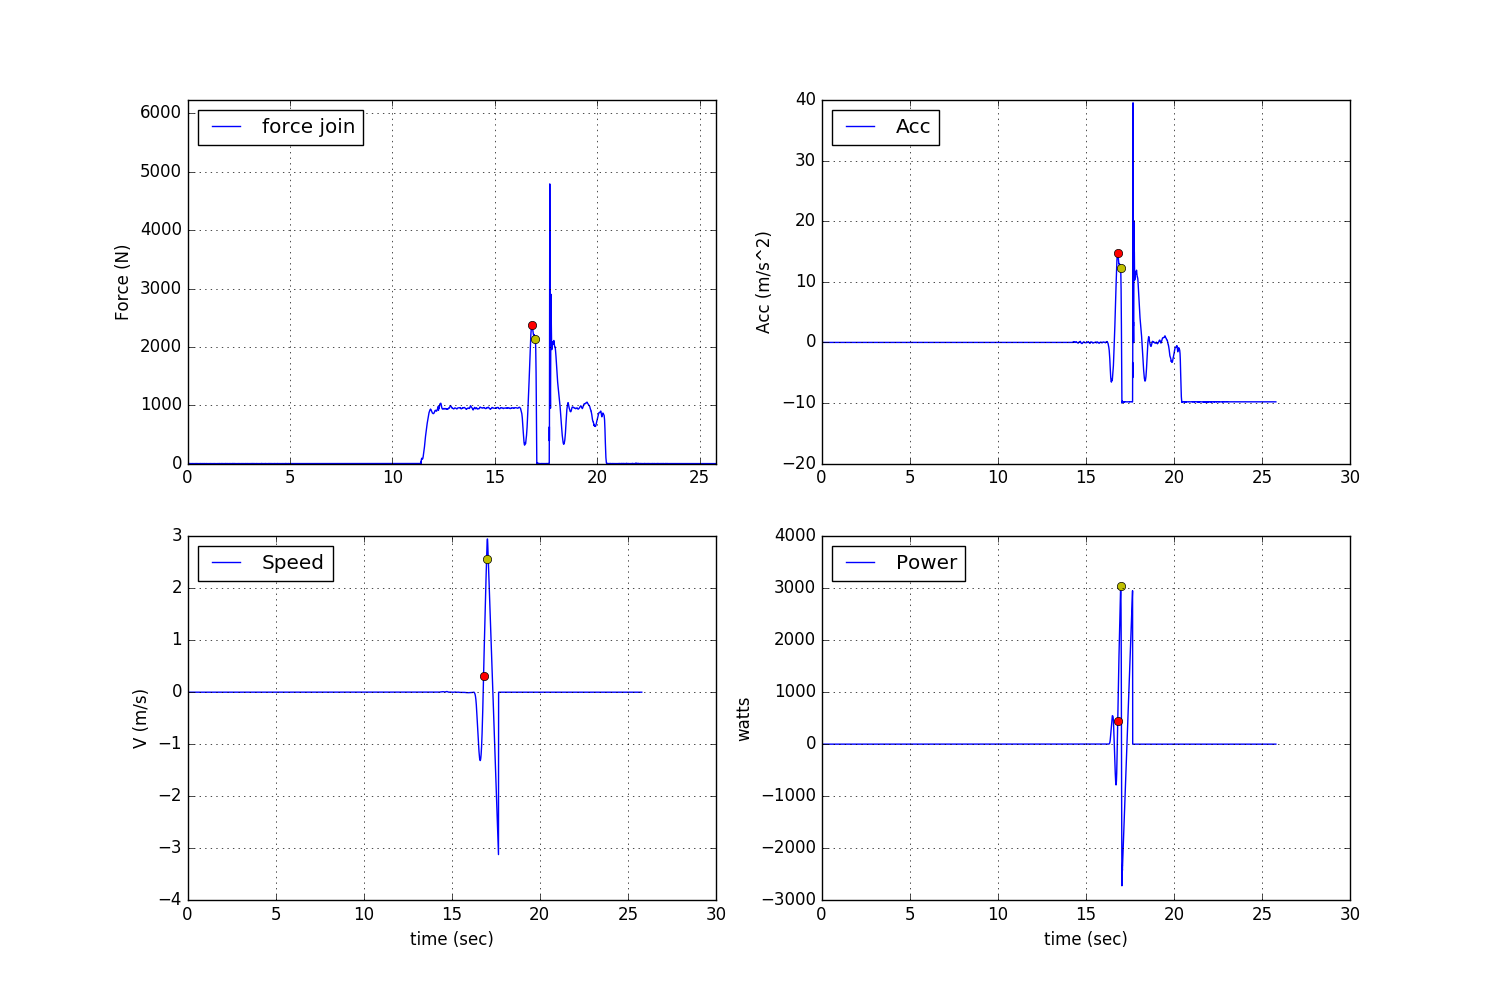 force join
Force (N)
6000
5000
4000
3000
2000
1000
0
0 5 10 15 20 25
Acc
Acc (m/s^2)
40
30
20
10
0
−10
−20
0 5 10 15 20 25 30
Speed
V (m/s)
3
2
1
0
−1
−2
−3
−4
0 5 10 15 20 25 30
time (sec)
Power
watts
4000
3000
2000
1000
0
−1000
−2000
−3000
0 5 10 15 20 25 30
time (sec)